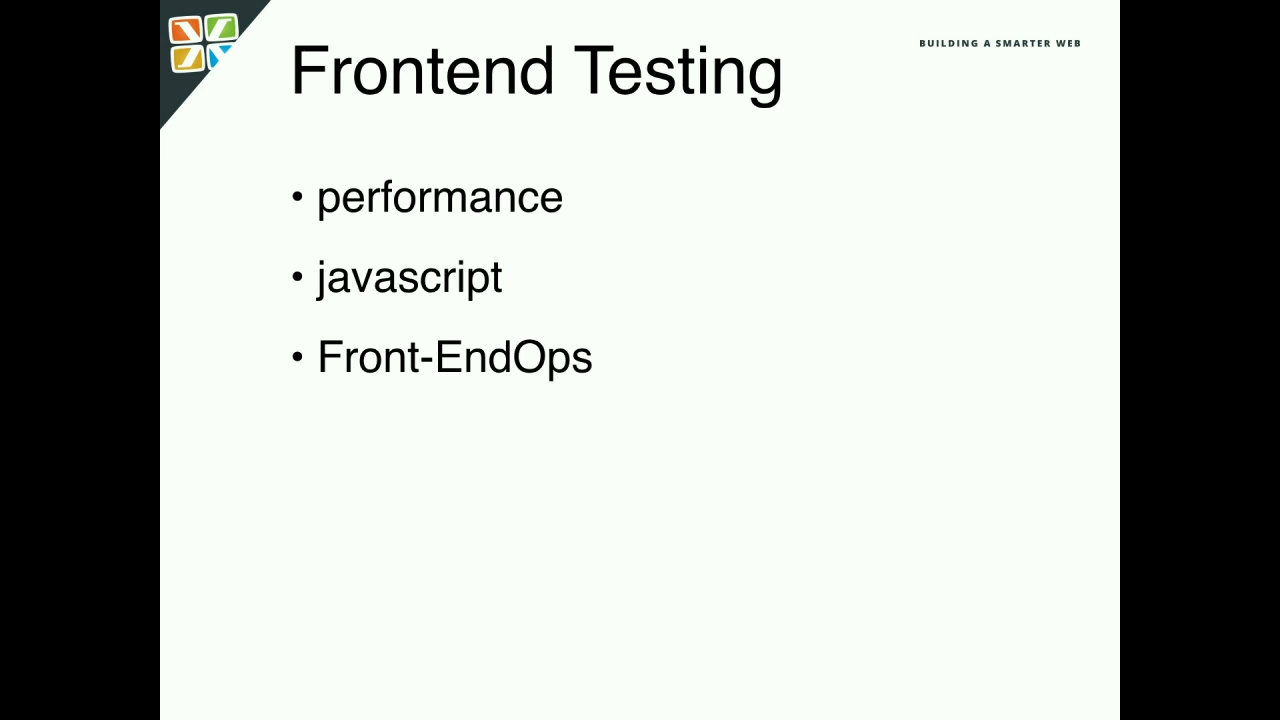 Frontend Testing
BUILDING A SMARTER WEB
• performance
• javascript
• Front-EndOps